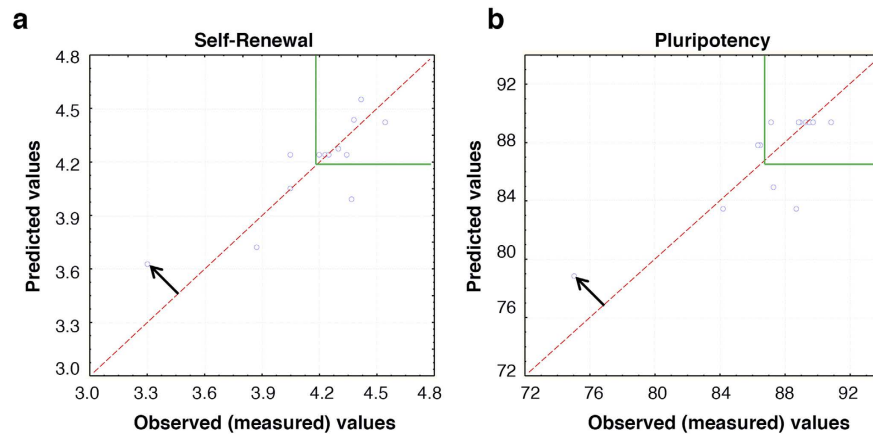 a
Self-Renewal
4.8
4.5
4.2
3.9
3.6
3.3
3.0
Predicted values
3.0 3.3 3.6 3.9 4.2 4.5 4.8
Observed (measured) values
b
Pluripotency
92
88
84
80
76
72
Predicted values
72 76 80 84 88 92
Observed (measured) values